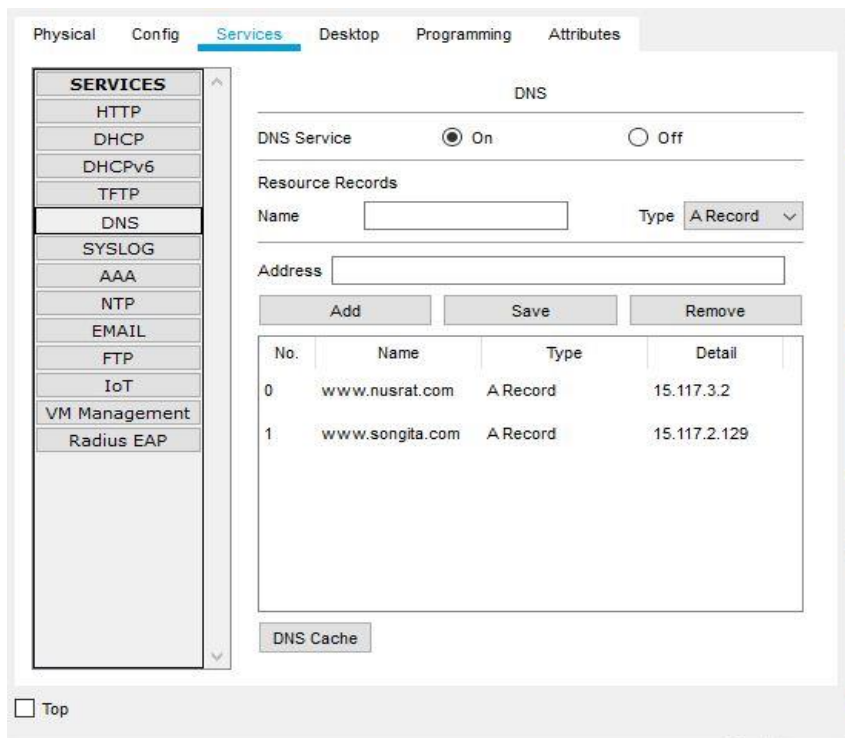 Physical Config Services Desktop Programming Attributes
SERVICES
HTTP
DHCP
DHCPv6
TFTP
DNS
SYSLOG
AAA
NTP
EMAIL
FTP
IoT
VM Management
Radius EAP
DNS
DNS Service On Off
Resource Records
Name Type A Record
Address
Add Save Remove
No. Name Type Detail
0 www.nusrat.com A Record 15.117.3.2
1 www.songita.com A Record 15.117.2.129
DNS Cache
Top